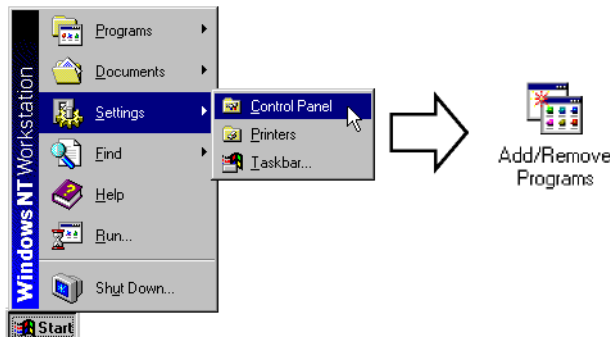 Windows NT Workstation
Programs
Documents
Settings
Find
Help
Run...
Shut Down...
Start
Control Panel
Printers
Taskbar...
Add/Remove
Programs